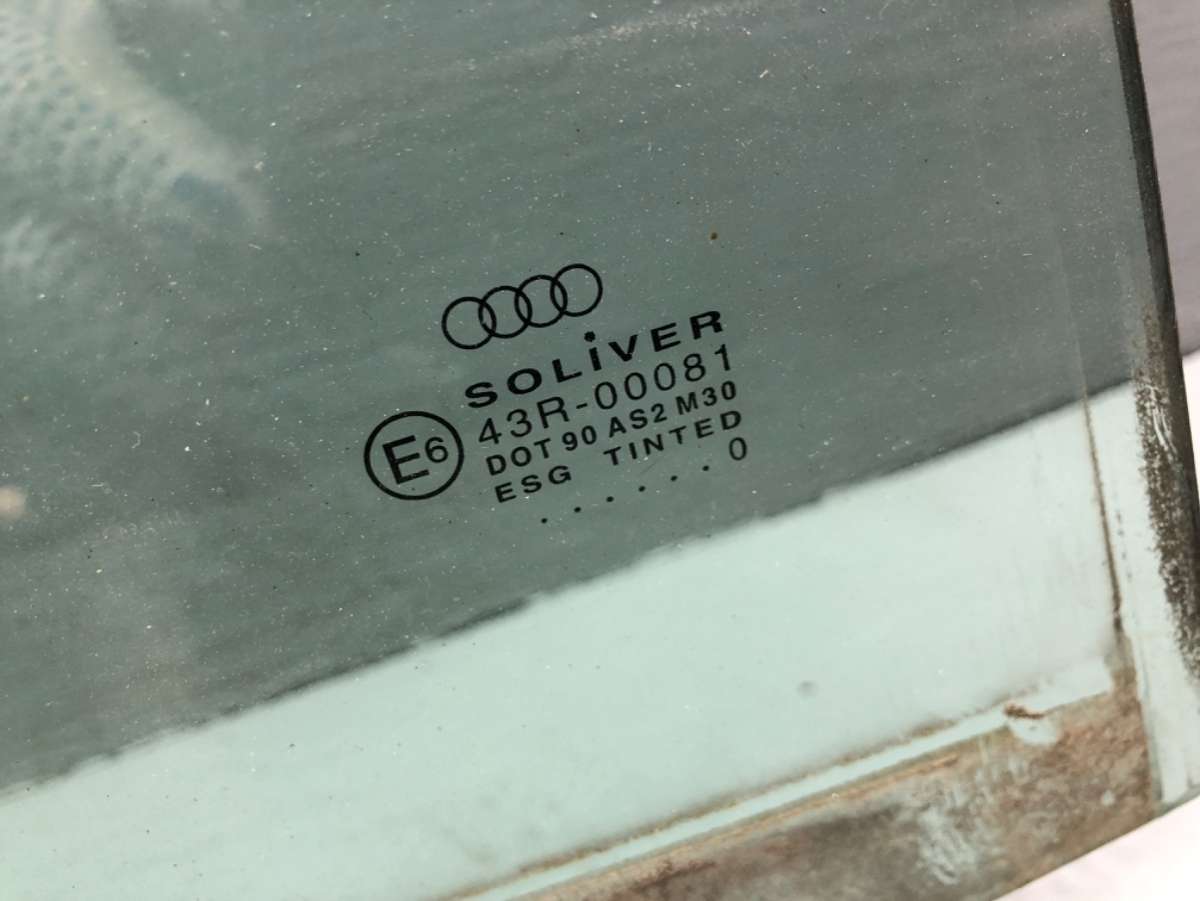 SOLiVER
43R-00081
E6
DOT 90 AS2 M30
ESG TINTED
. . . . . . 0